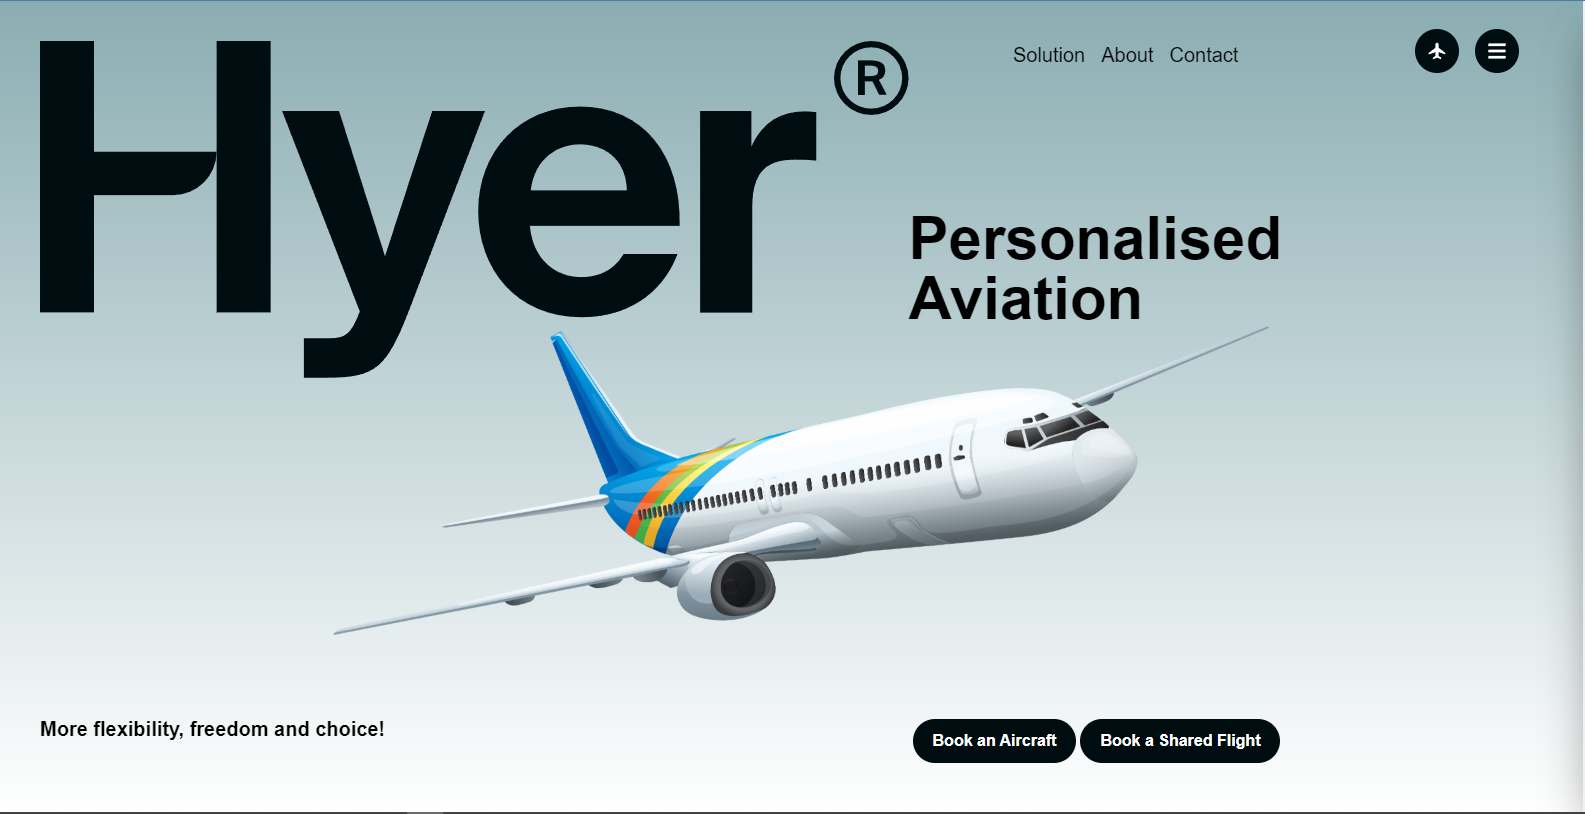 Hyer®
Solution About Contact
Personalised
Aviation
More flexibility, freedom and choice!
Book an Aircraft
Book a Shared Flight